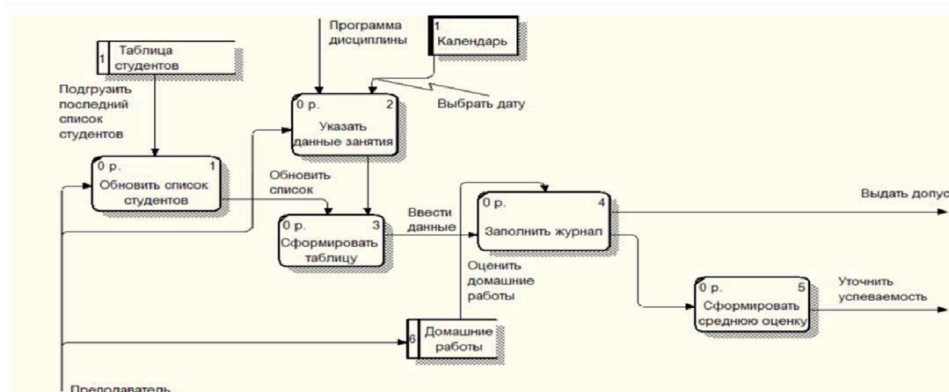 Программа
дисциплины
1
Календарь
1
Таблица
студентов
Подгрузить
последний
список
студентов
Выбрать дату
0 р. 2
Указать
данные занятия
0 р. 1
Обновить список
студентов
Обновить
список
0 р. 3
Сформировать
таблицу
Ввести
данные
0 р. 4
Заполнить журнал
Выдать допус
Оценить
домашние
работы
0 р. 5
Сформировать
среднюю оценку
Уточнить
успеваемость
6
Домашние
работы
Преподаватель